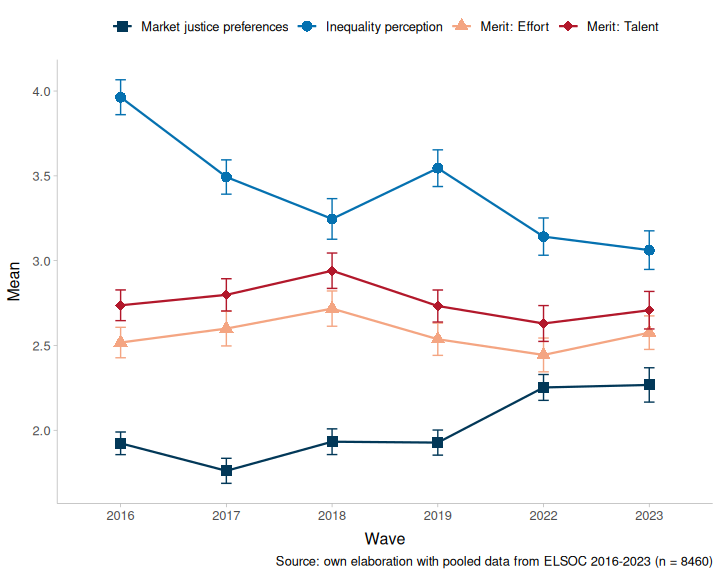 Market justice preferences Inequality perception Merit: Effort Merit: Talent
4.0
3.5
3.0
2.5
2.0
Mean
2016 2017 2018 2019 2022 2023
Wave
Source: own elaboration with pooled data from ELSOC 2016-2023 (n = 8460)